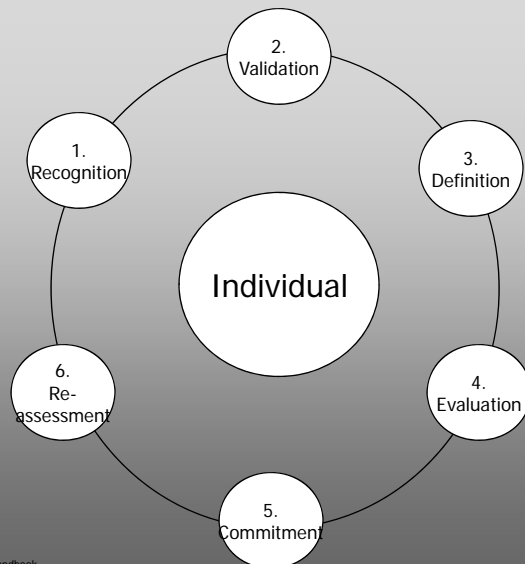 2.
Validation
1.
Recognition
3.
Definition
Individual
6.
Re-
assessment
4.
Evaluation
5.
Commitment